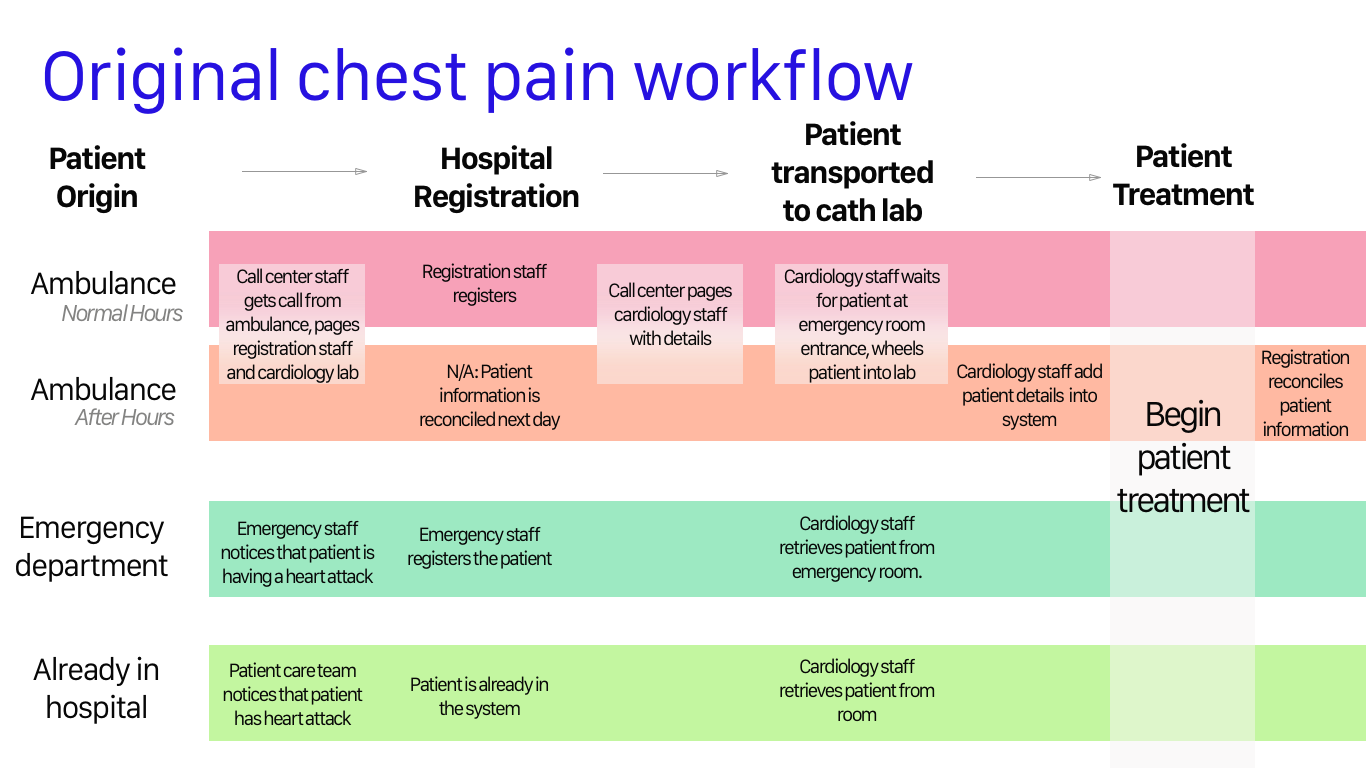 Original chest pain workflow
Patient
Origin
Hospital
Registration
Patient
transported
to cath lab
Patient
Treatment
Ambulance
Normal Hours
Call center staff
gets call from
ambulance, pages
registration staff
and cardiology lab
Registration staff
registers
Call center pages
cardiology staff
with details
Cardiology staff waits
for patient at
emergency room
entrance, wheels
patient into lab
Ambulance
After Hours
N/A: Patient
information is
reconciled next day
Cardiology staff add
patient details into
system
Begin
patient
treatment
Registration
reconciles
patient
information
Emergency
department
Emergency staff
notices that patient is
having a heart attack
Emergency staff
registers the patient
Cardiology staff
retrieves patient from
emergency room.
Already in
hospital
Patient care team
notices that patient
has heart attack
Patient is already in
the system
Cardiology staff
retrieves patient from
room